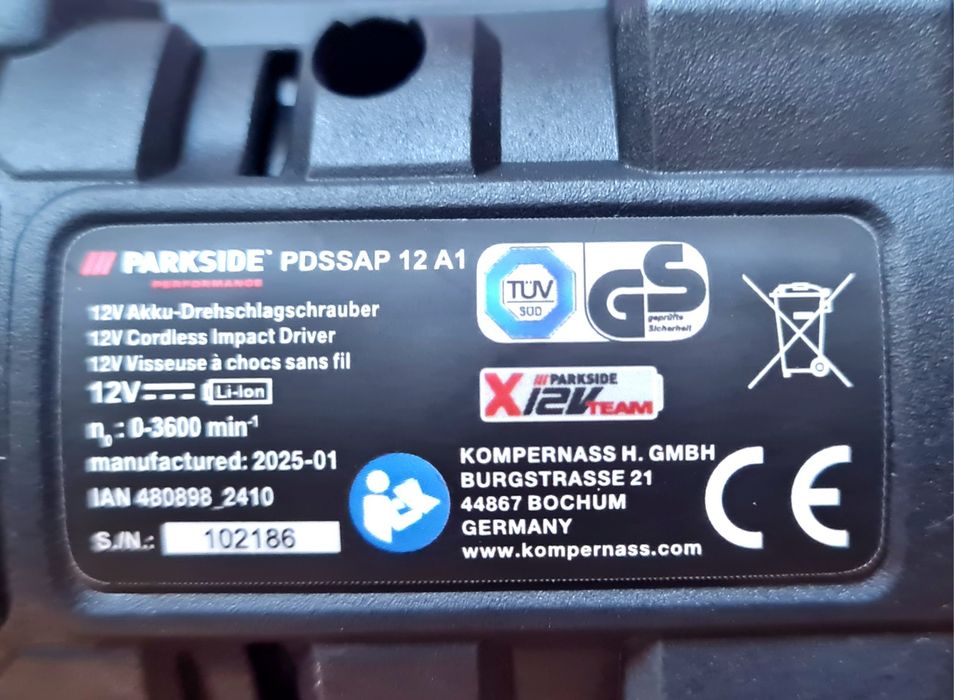 PARKSIDE PDSSAP 12 A1
PERFORMANCE
12V Akku-Drehschlagschrauber
12V Cordless Impact Driver
12V Visseuse à chocs sans fil
12V Li-Ion
n₀ : 0-3600 min⁻¹
manufactured: 2025-01
IAN 480898_2410
S./N.: 102186
TÜV
SÜD
GS
geprüfte
Sicherheit
X PARKSIDE
12V TEAM
KOMPERNASS H. GMBH
BURGSTRASSE 21
44867 BOCHUM
GERMANY
www.kompernass.com
CE